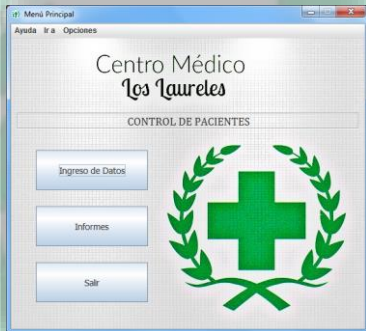 Menú Principal
Ayuda Ir a Opciones
Centro Médico
Los Laureles
CONTROL DE PACIENTES
Ingreso de Datos
Informes
Salir